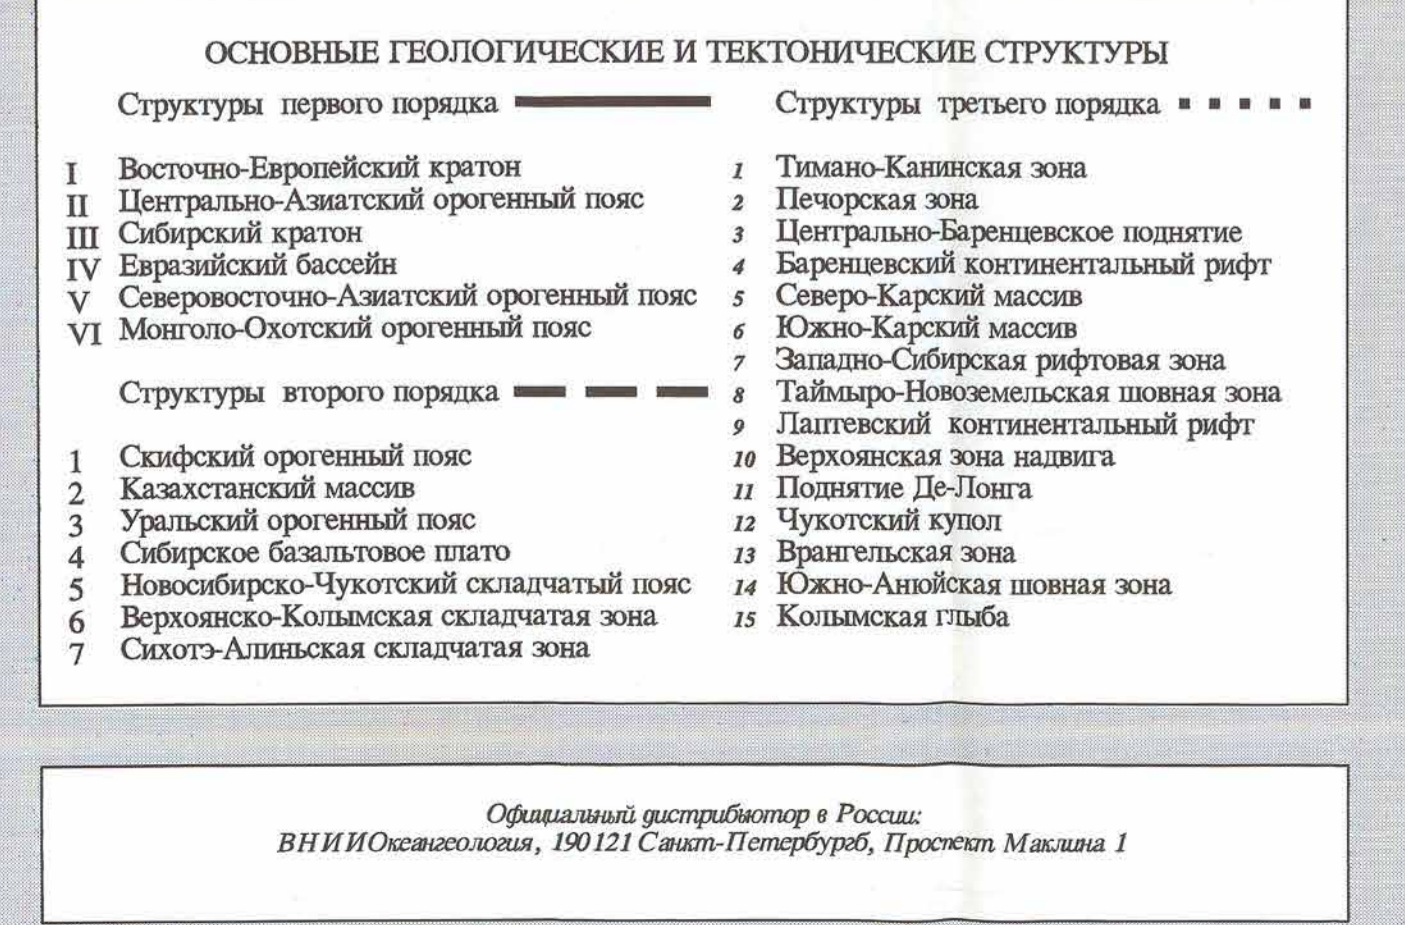 ОСНОВНЫЕ ГЕОЛОГИЧЕСКИЕ И ТЕКТОНИЧЕСКИЕ СТРУКТУРЫ
Структуры первого порядка
I Восточно-Европейский кратон
II Центрально-Азиатский орогенный пояс
III Сибирский кратон
IV Евразийский бассейн
V Северовосточно-Азиатский орогенный пояс
VI Монголо-Охотский орогенный пояс
Структуры второго порядка
1 Скифский орогенный пояс
2 Казахстанский массив
3 Уральский орогенный пояс
4 Сибирское базальтовое плато
5 Новосибирско-Чукотский складчатый пояс
6 Верхоянско-Колымская складчатая зона
7 Сихотэ-Алиньская складчатая зона
Структуры третьего порядка
1 Тимано-Канинская зона
2 Печорская зона
3 Центрально-Баренцевское поднятие
4 Баренцевский континентальный рифт
5 Северо-Карский массив
6 Южно-Карский массив
7 Западно-Сибирская рифтовая зона
8 Таймыро-Новоземельская шовная зона
9 Лаптевский континентальный рифт
10 Верхоянская зона надвига
11 Поднятие Де-Лонга
12 Чукотский купол
13 Врангельская зона
14 Южно-Анюйская шовная зона
15 Колымская глыба
Официальный дистрибьютор в России:
ВНИИОкеангеология, 190121 Санкт-Петербургб, Проспект Маклина 1